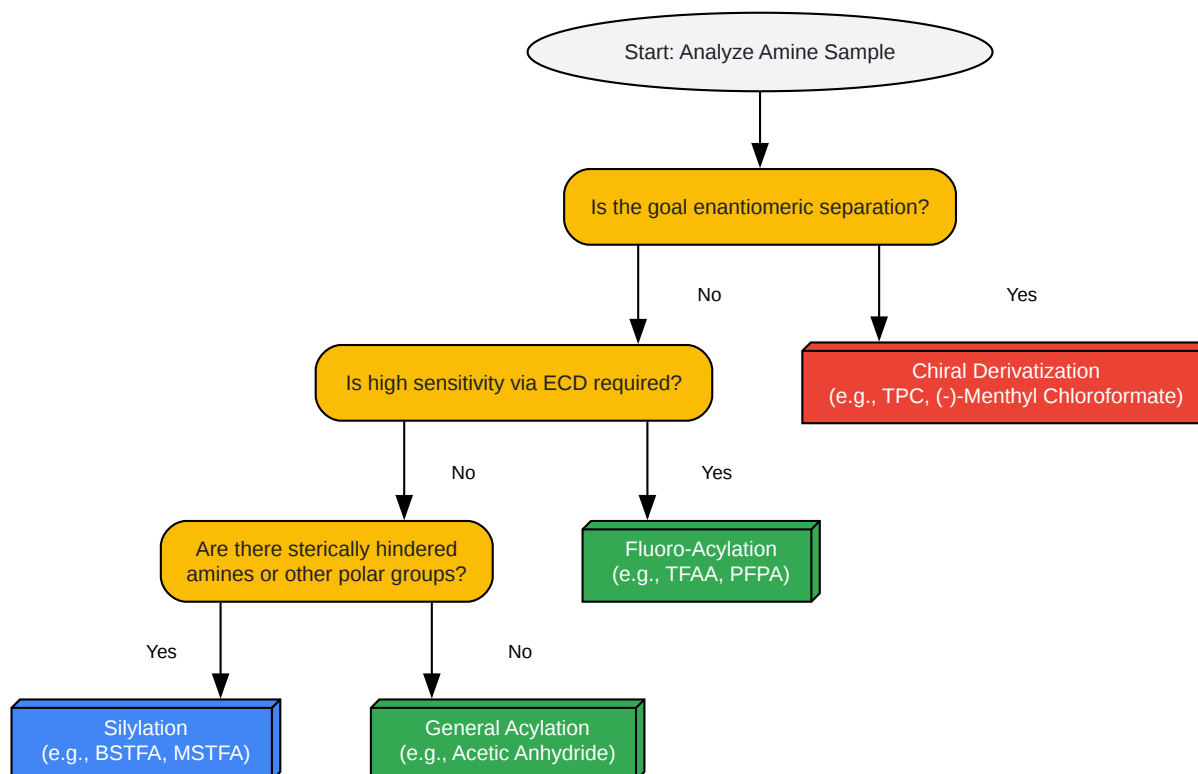 Start: Analyze Amine Sample
Is the goal enantiomeric separation?
No
Yes
Is high sensitivity via ECD required?
Chiral Derivatization
(e.g., TPC, (-)-Menthyl Chloroformate)
No
Yes
Are there sterically hindered
amines or other polar groups?
Fluoro-Acylation
(e.g., TFAA, PFPA)
Yes
No
Silylation
(e.g., BSTFA, MSTFA)
General Acylation
(e.g., Acetic Anhydride)